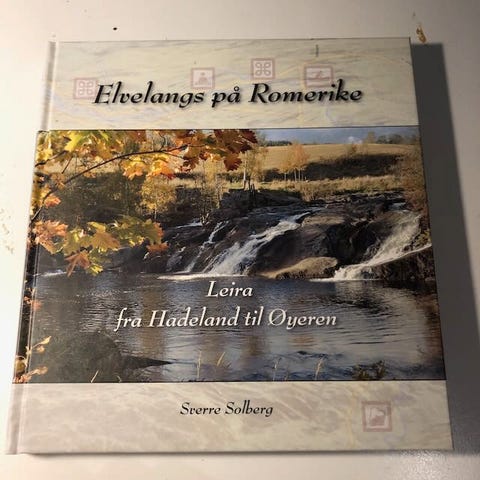 Elvelangs på Romerike
Leira
fra Hadeland til Øyeren
Sverre Solberg